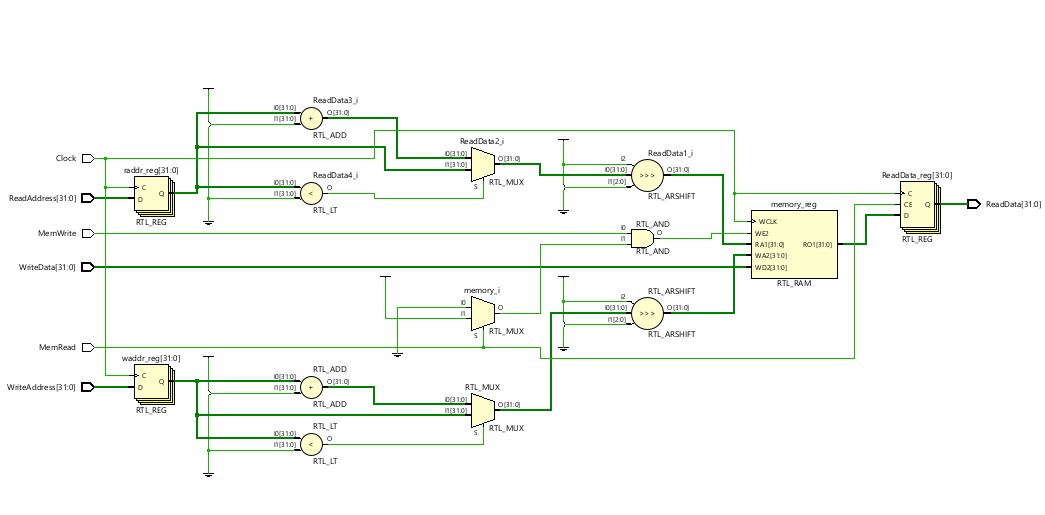 ReadData3_i
I0[31:0]
I1[31:0]
+
O[31:0]
RTL_ADD
Clock
ReadData2_i
I0[31:0]
I1[31:0]
O[31:0]
S
RTL_MUX
ReadData1_i
I2
I0[31:0]
I1[2:0]
>>>
O[31:0]
RTL_ARSHIFT
raddr_reg[31:0]
C
D
Q
RTL_REG
ReadAddress[31:0]
ReadData4_i
I0[31:0]
I1[31:0]
<
O
RTL_LT
ReadData_reg[31:0]
C
CE
D
Q
RTL_REG
ReadData[31:0]
memory_reg
WCLK
WE2
RA1[31:0]
WA2[31:0]
WD2[31:0]
RO1[31:0]
RTL_RAM
MemWrite
RTL_AND
I0
I1
O
RTL_AND
WriteData[31:0]
memory_i
I0
I1
O
S
RTL_MUX
RTL_ARSHIFT
I2
I0[31:0]
I1[2:0]
>>>
O[31:0]
RTL_ARSHIFT
MemRead
waddr_reg[31:0]
C
D
Q
RTL_REG
WriteAddress[31:0]
RTL_ADD
I0[31:0]
I1[31:0]
+
O[31:0]
RTL_ADD
RTL_MUX
I0[31:0]
I1[31:0]
O[31:0]
S
RTL_MUX
RTL_LT
I0[31:0]
I1[31:0]
<
O
RTL_LT